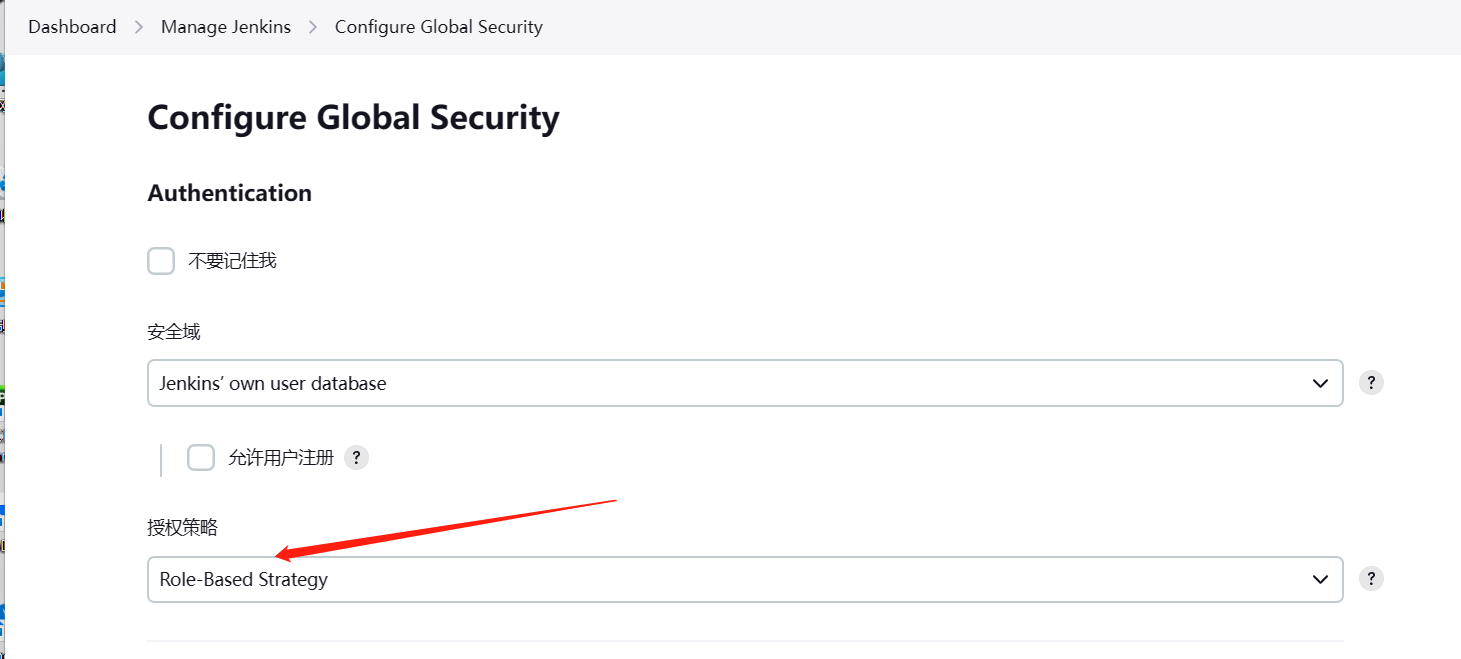 Dashboard > Manage Jenkins > Configure Global Security
Configure Global Security
Authentication
不要记住我
安全域
Jenkins’ own user database
?
允许用户注册 ?
授权策略
Role-Based Strategy
?